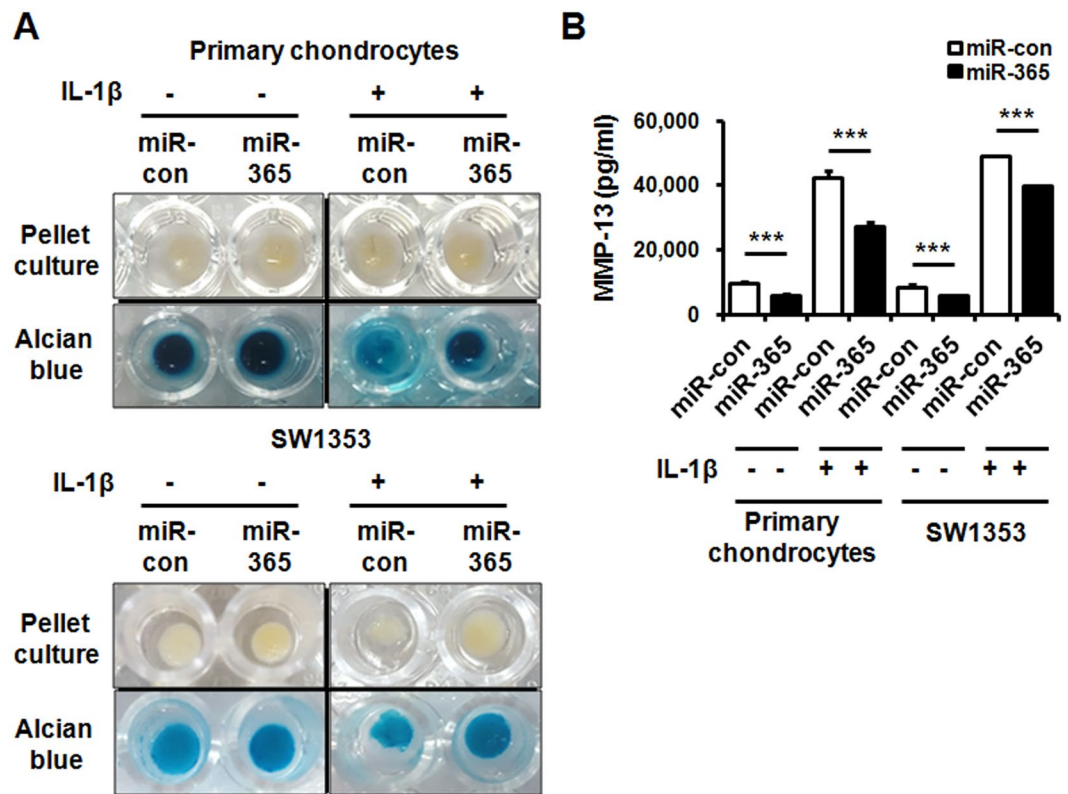 A
Primary chondrocytes
IL-1β - - + +
miR-con miR-365 miR-con miR-365
Pellet culture
Alcian blue
SW1353
IL-1β - - + +
miR-con miR-365 miR-con miR-365
Pellet culture
Alcian blue
B
miR-con
miR-365
MMP-13 (pg/ml)
60,000
40,000
20,000
0
*** *** *** ***
miR-con miR-365 miR-con miR-365 miR-con miR-365 miR-con miR-365
IL-1β - - + + - - + +
Primary chondrocytes SW1353